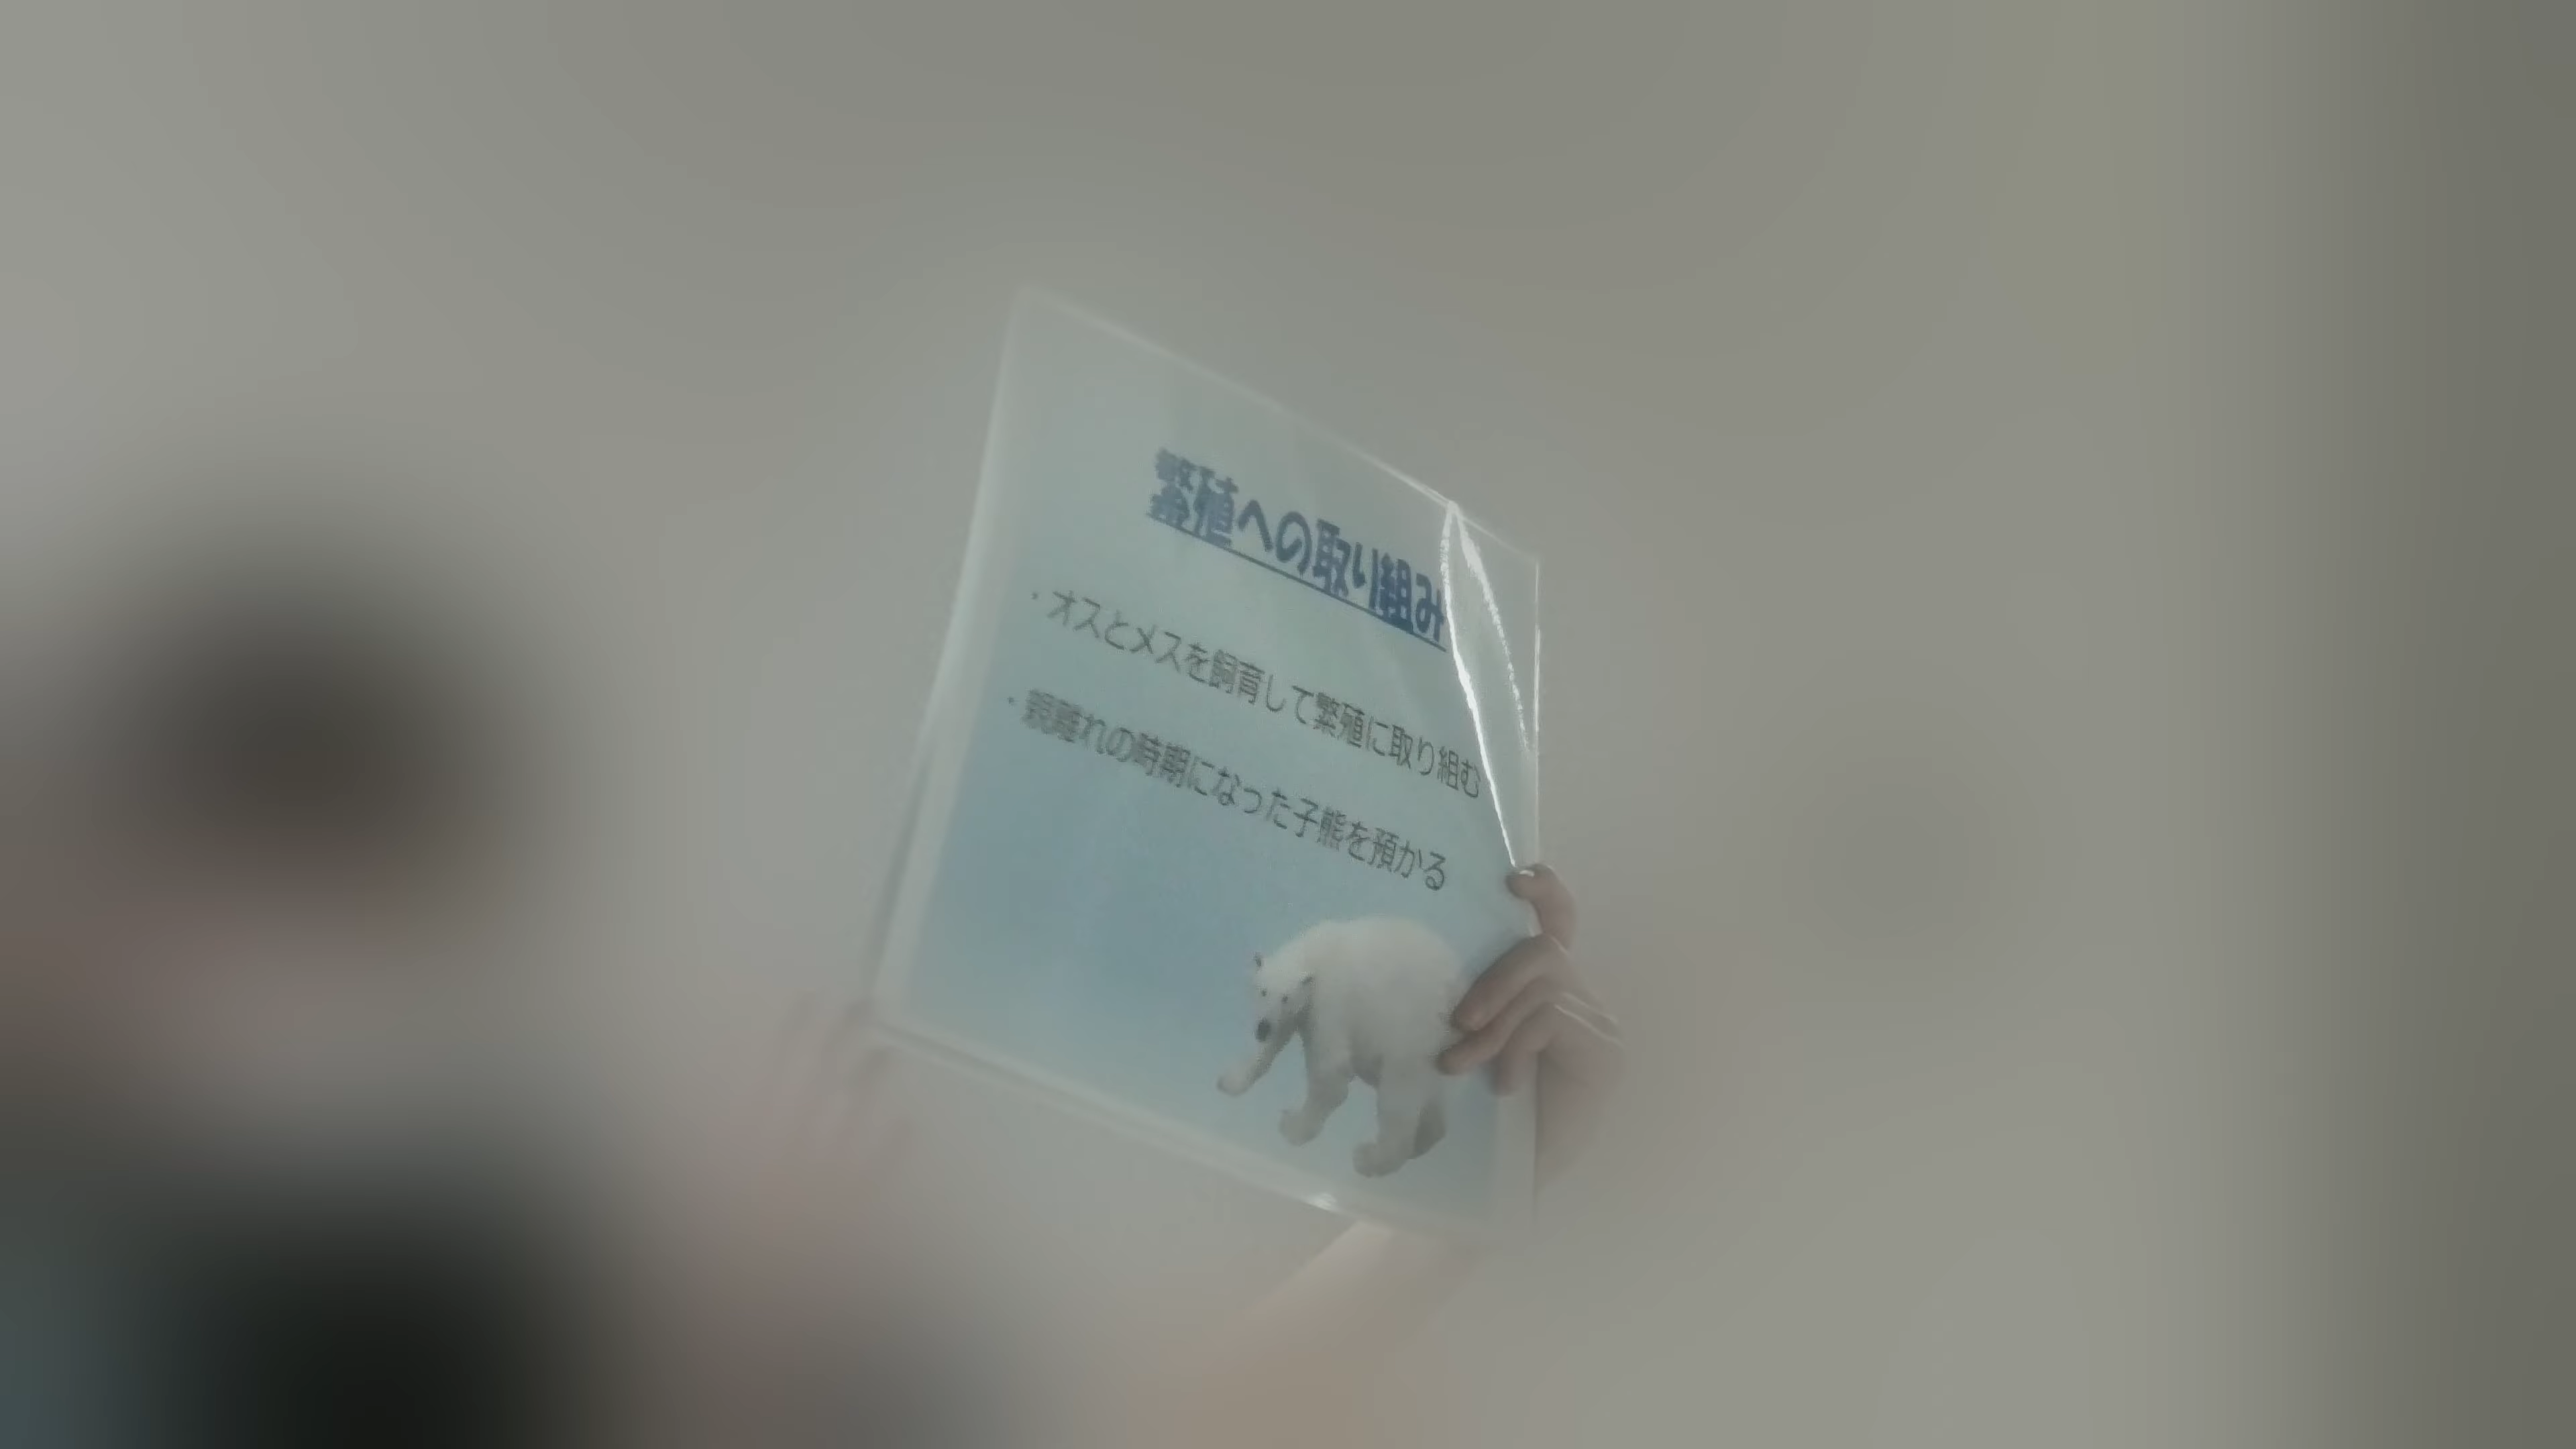 繁殖への取り組み
・オスとメスを飼育して繁殖に取り組む
・親離れの時期になった子熊を預かる